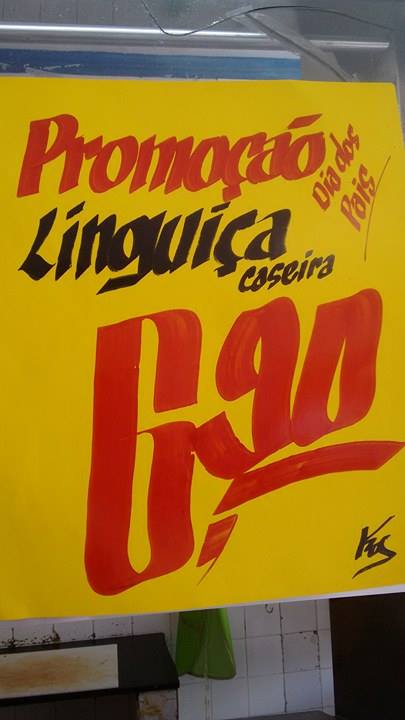 Promoção
Dia dos
Pais
Linguiça
caseira
6,90